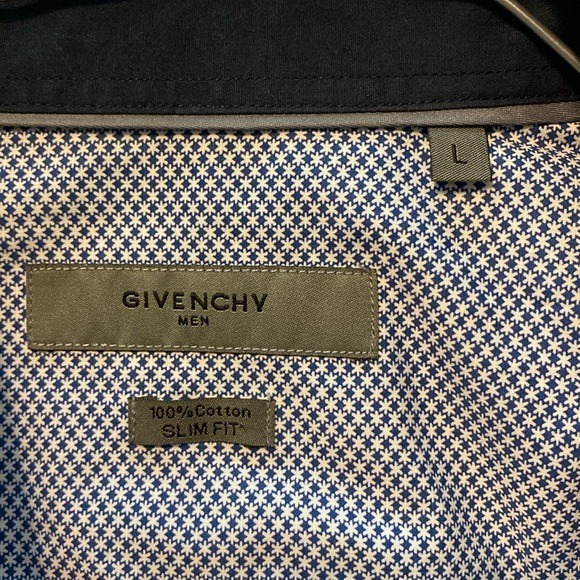 L
GIVENCHY
MEN
100% Cotton
SLIM FIT